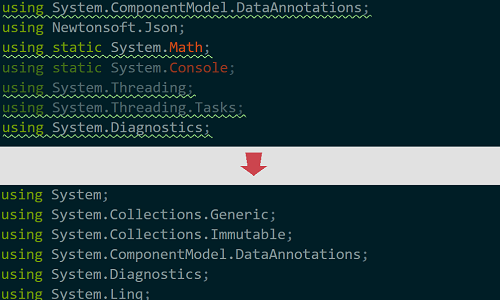 using System.ComponentModel.DataAnnotations;
using Newtonsoft.Json;
using static System.Math;
using static System.Console;
using System.Threading;
using System.Threading.Tasks;
using System.Diagnostics;
using System;
using System.Collections.Generic;
using System.Collections.Immutable;
using System.ComponentModel.DataAnnotations;
using System.Diagnostics;
using System.Linq;